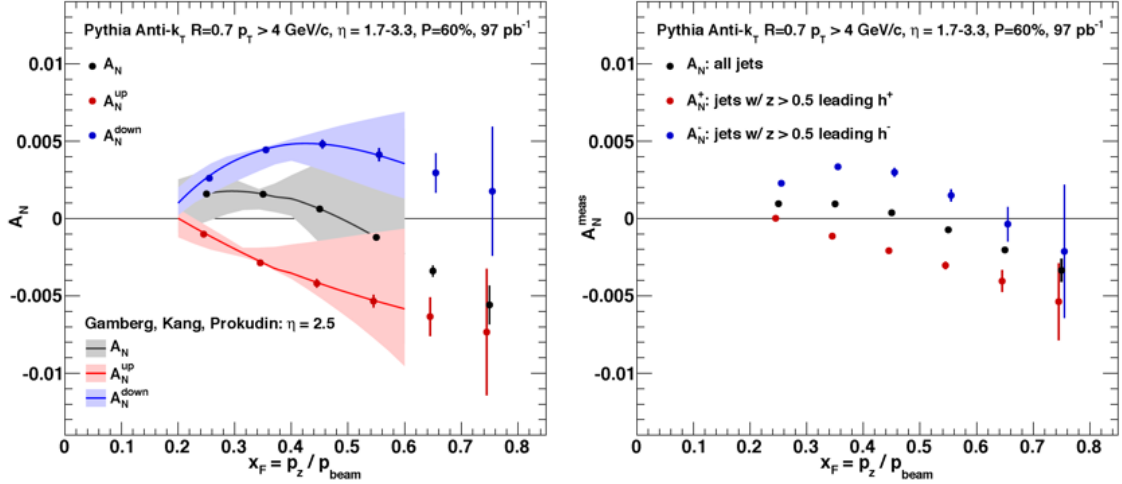 Pythia Anti-k_T R=0.7 p_T > 4 GeV/c, η = 1.7-3.3, P=60%, 97 pb⁻¹
0.01
0.005
0
-0.005
-0.01
A_N
A_N
A_N^up
A_N^down
Gamberg, Kang, Prokudin: η = 2.5
A_N
A_N^up
A_N^down
0 0.1 0.2 0.3 0.4 0.5 0.6 0.7 0.8
x_F = p_z / p_beam
Pythia Anti-k_T R=0.7 p_T > 4 GeV/c, η = 1.7-3.3, P=60%, 97 pb⁻¹
0.01
0.005
0
-0.005
-0.01
A_N^meas
A_N: all jets
A_N^+: jets w/ z > 0.5 leading h^+
A_N^-: jets w/ z > 0.5 leading h^-
0 0.1 0.2 0.3 0.4 0.5 0.6 0.7 0.8
x_F = p_z / p_beam